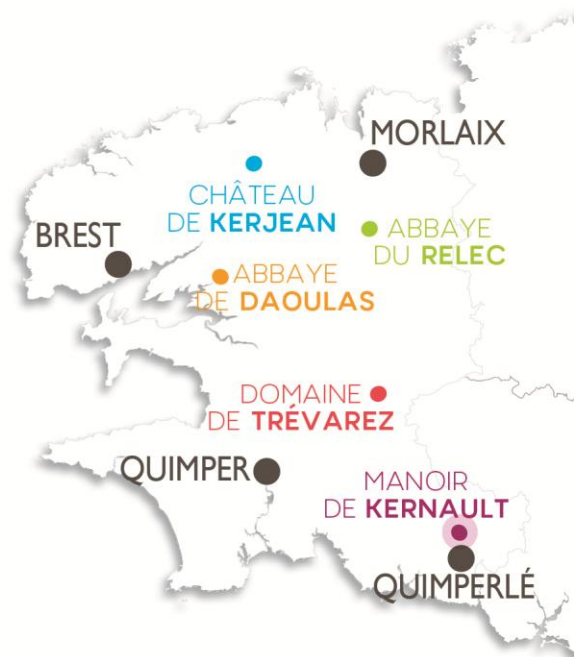 MORLAIX
CHÂTEAU
DE KERJEAN
ABBAYE
DU RELEC
BREST
ABBAYE
DE DAOULAS
DOMAINE
DE TRÉVAREZ
QUIMPER
MANOIR
DE KERNAULT
QUIMPERLÉ